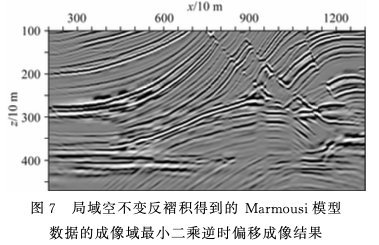 x/10 m
300 600 900 1200
100
200
z/10 m
300
400
图 7 局域空不变反褶积得到的 Marmousi 模型
数据的成像域最小二乘逆时偏移成像结果